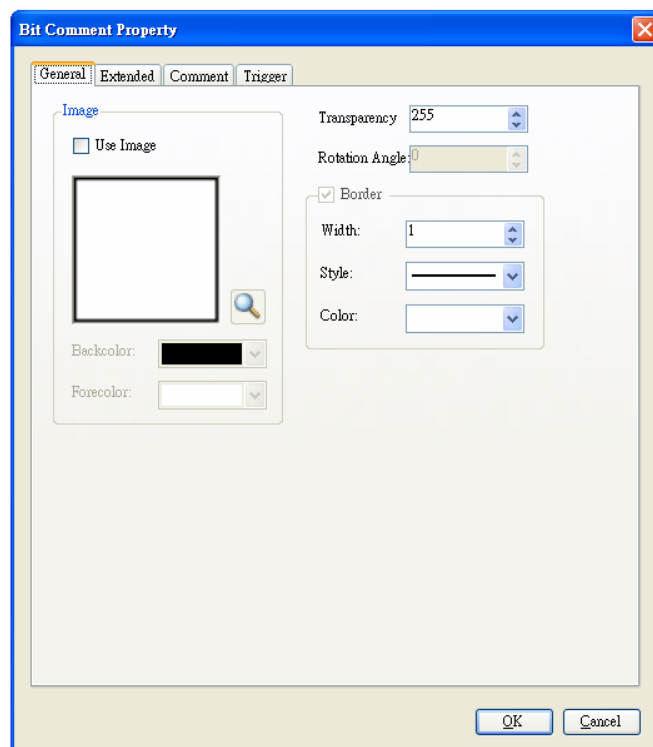 Bit Comment Property
General Extended Comment Trigger
Image
Use Image
Backcolor:
Forecolor:
Transparency 255
Rotation Angle: 0
Border
Width: 1
Style:
Color:
OK Cancel